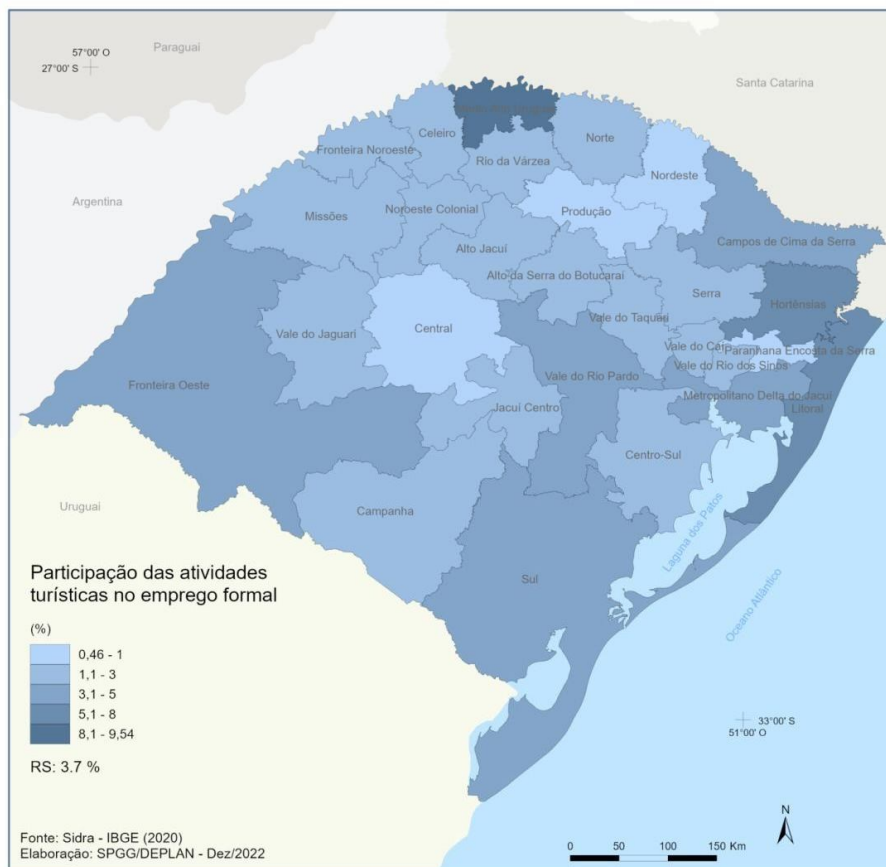 Paraguai
57°00' O
27°00' S
Santa Catarina
Argentina
Uruguai
Celeiro
Norte
Fronteira Noroeste
Rio da Várzea
Nordeste
Missões
Noroeste Colonial
Produção
Campos de Cima da Serra
Alto Jacuí
Alto da Serra do Botucaraí
Serra
Hortênsias
Vale do Jaguari
Central
Vale do Taquari
Vale do Caí
Paranhana Encosta da Serra
Vale do Rio dos Sinos
Fronteira Oeste
Vale do Rio Pardo
Metropolitano Delta do Jacuí
Litoral
Jacuí Centro
Centro-Sul
Campanha
Sul
Laguna dos Patos
Oceano Atlântico
33°00' S
51°00' O
Participação das atividades
turísticas no emprego formal
(%)
0,46 - 1
1,1 - 3
3,1 - 5
5,1 - 8
8,1 - 9,54
RS: 3.7 %
Fonte: Sidra - IBGE (2020)
Elaboração: SPGG/DEPLAN - Dez/2022
N
0 50 100 150 Km